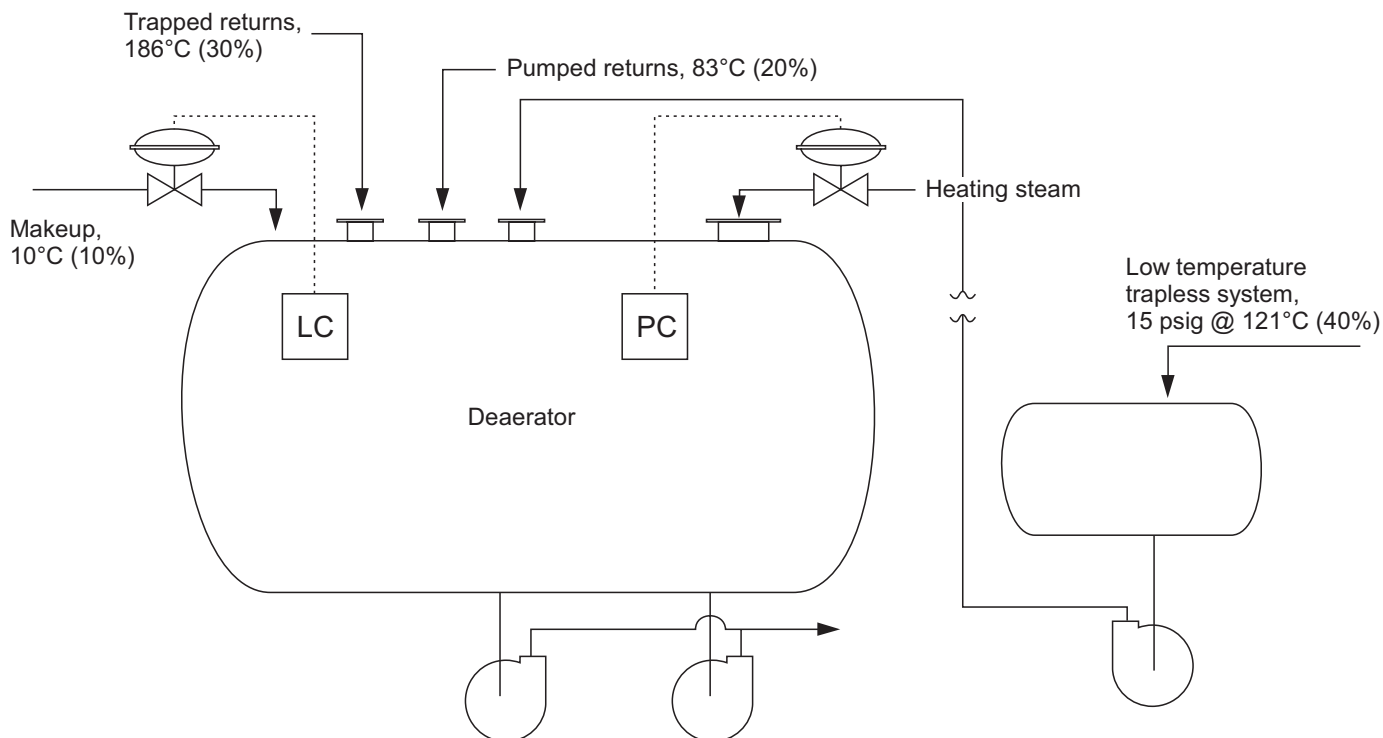 Trapped returns,
186°C (30%)
Pumped returns, 83°C (20%)
Heating steam
Makeup,
10°C (10%)
Low temperature
trapless system,
15 psig @ 121°C (40%)
LC
PC
Deaerator